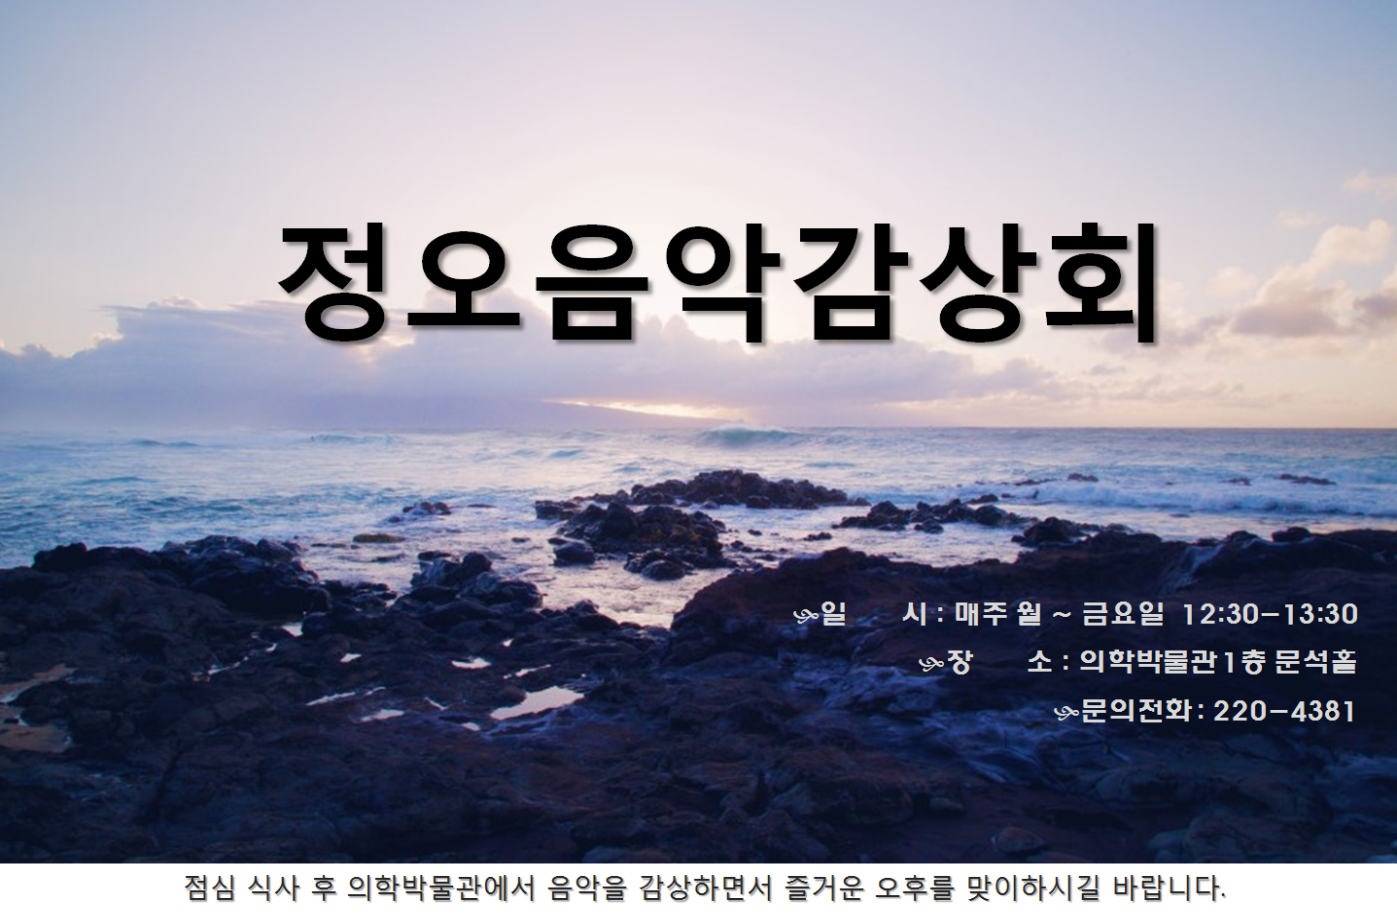 정오음악감상회
일 시 : 매주 월 ~ 금요일 12:30-13:30
장 소 : 의학박물관 1층 문석홀
문의전화 : 220-4381
점심 식사 후 의학박물관에서 음악을 감상하면서 즐거운 오후를 맞이하시길 바랍니다.